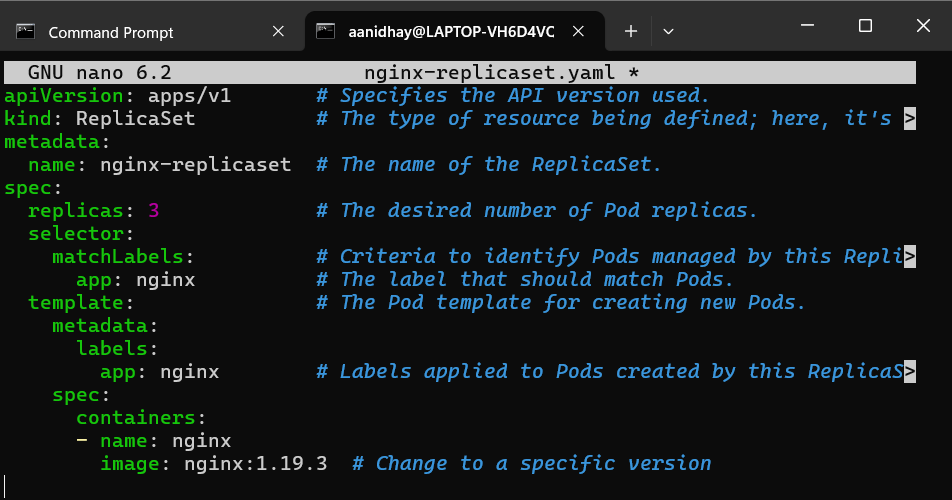 Command Prompt
aanidhay@LAPTOP-VH6D4VC
GNU nano 6.2 nginx-replicaset.yaml *
apiVersion: apps/v1 # Specifies the API version used.
kind: ReplicaSet # The type of resource being defined; here, it's >
metadata:
  name: nginx-replicaset # The name of the ReplicaSet.
spec:
  replicas: 3 # The desired number of Pod replicas.
  selector:
    matchLabels: # Criteria to identify Pods managed by this Repli>
      app: nginx # The label that should match Pods.
  template: # The Pod template for creating new Pods.
    metadata:
      labels:
        app: nginx # Labels applied to Pods created by this ReplicaS>
    spec:
      containers:
      - name: nginx
        image: nginx:1.19.3 # Change to a specific version